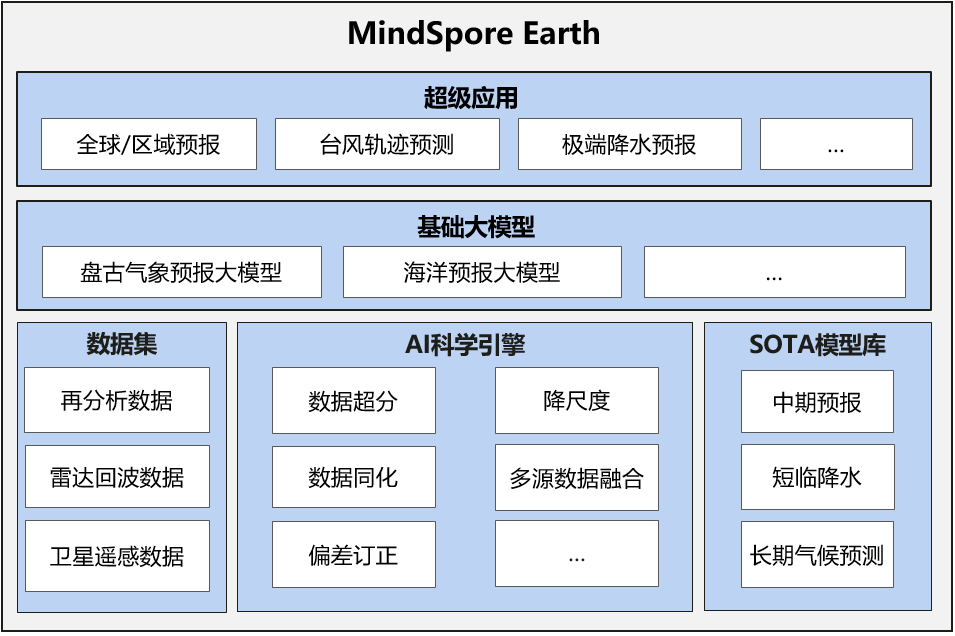 MindSpore Earth
超级应用
全球/区域预报
台风轨迹预测
极端降水预报
...
基础大模型
盘古气象预报大模型
海洋预报大模型
...
数据集
再分析数据
雷达回波数据
卫星遥感数据
AI科学引擎
数据超分
降尺度
数据同化
多源数据融合
偏差订正
...
SOTA模型库
中期预报
短临降水
长期气候预测